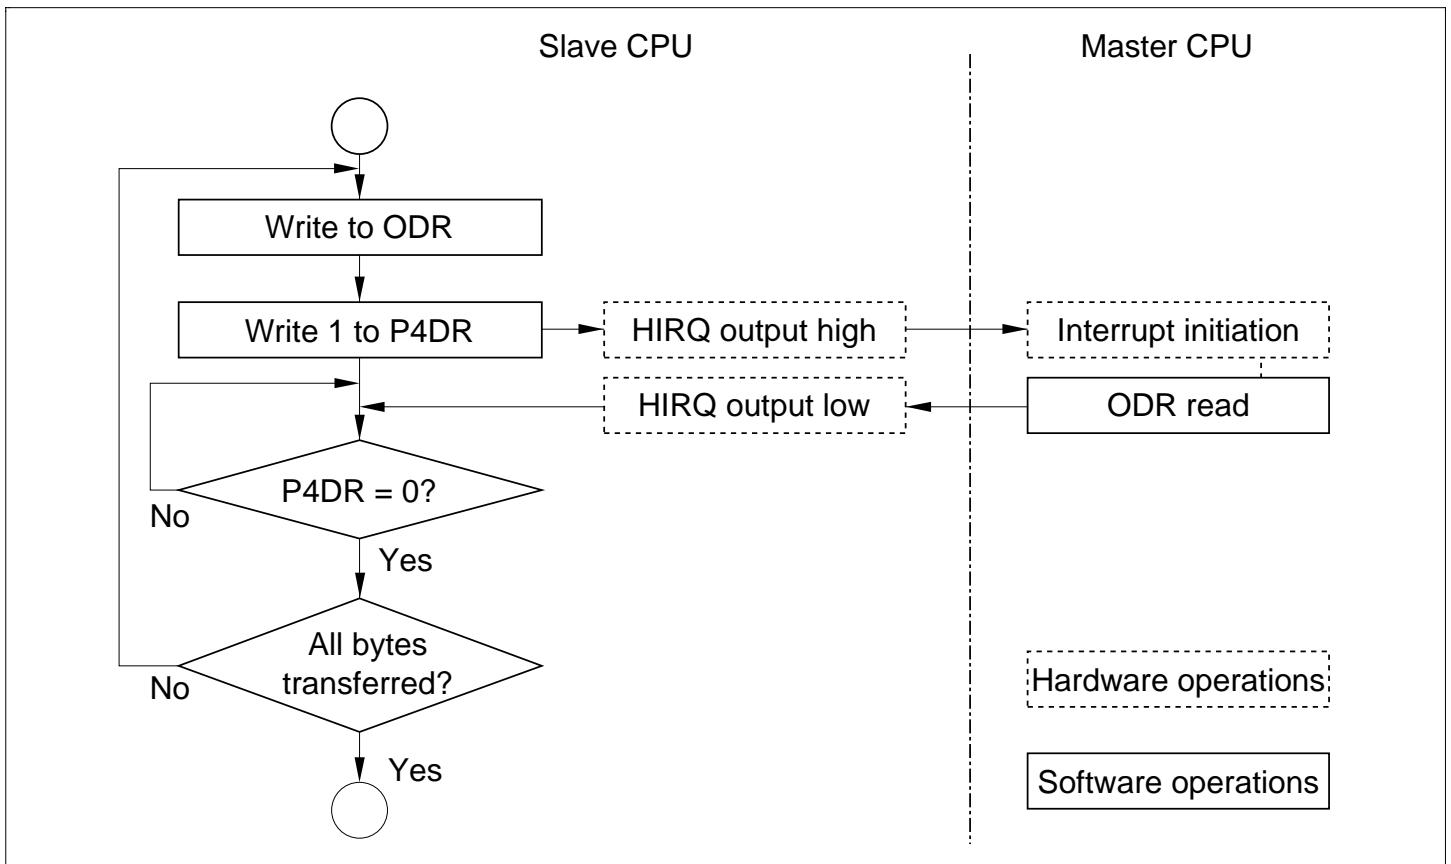 Slave CPU
Master CPU
Write to ODR
Write 1 to P4DR
HIRQ output high
Interrupt initiation
HIRQ output low
ODR read
P4DR = 0?
No
Yes
All bytes
transferred?
No
Yes
Hardware operations
Software operations